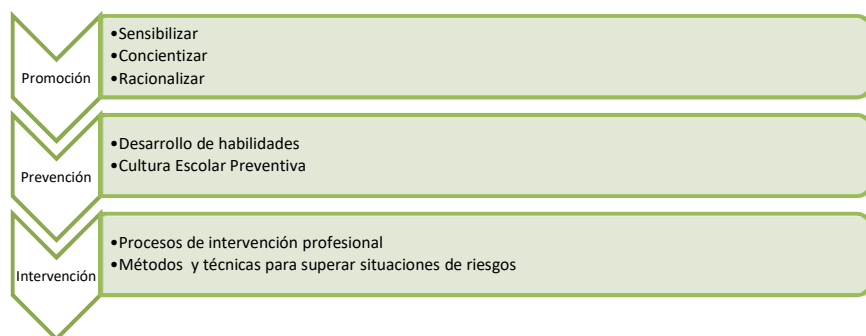 •Sensibilizar
•Concientizar
Promoción
•Racionalizar
•Desarrollo de habilidades
Prevención
•Cultura Escolar Preventiva
•Procesos de intervención profesional
Intervención
•Métodos y técnicas para superar situaciones de riesgos